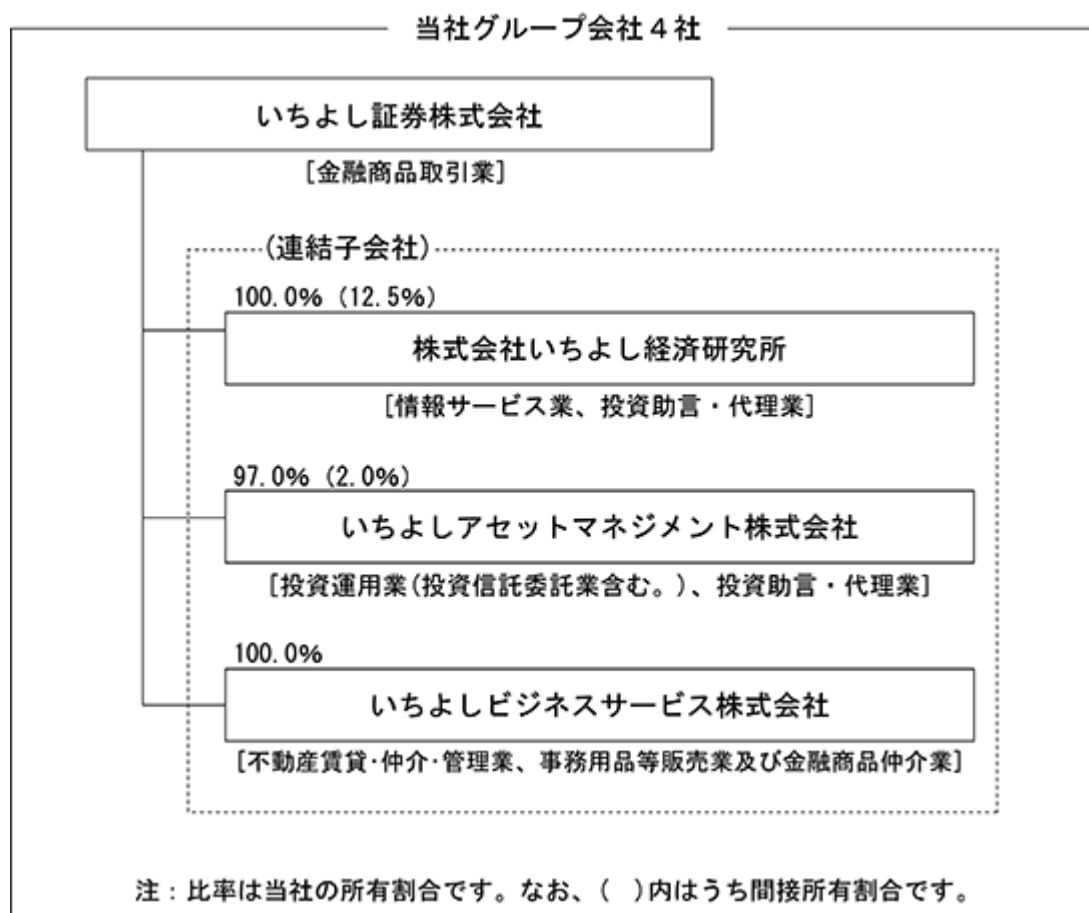 当社グループ会社４社
いちよし証券株式会社
[金融商品取引業]
(連結子会社)
100.0% (12.5%)
株式会社いちよし経済研究所
[情報サービス業、投資助言・代理業]
97.0% (2.0%)
いちよしアセットマネジメント株式会社
[投資運用業(投資信託委託業含む。)、投資助言・代理業]
100.0%
いちよしビジネスサービス株式会社
[不動産賃貸・仲介・管理業、事務用品等販売業及び金融商品仲介業]
注：比率は当社の所有割合です。なお、(　)内はうち間接所有割合です。